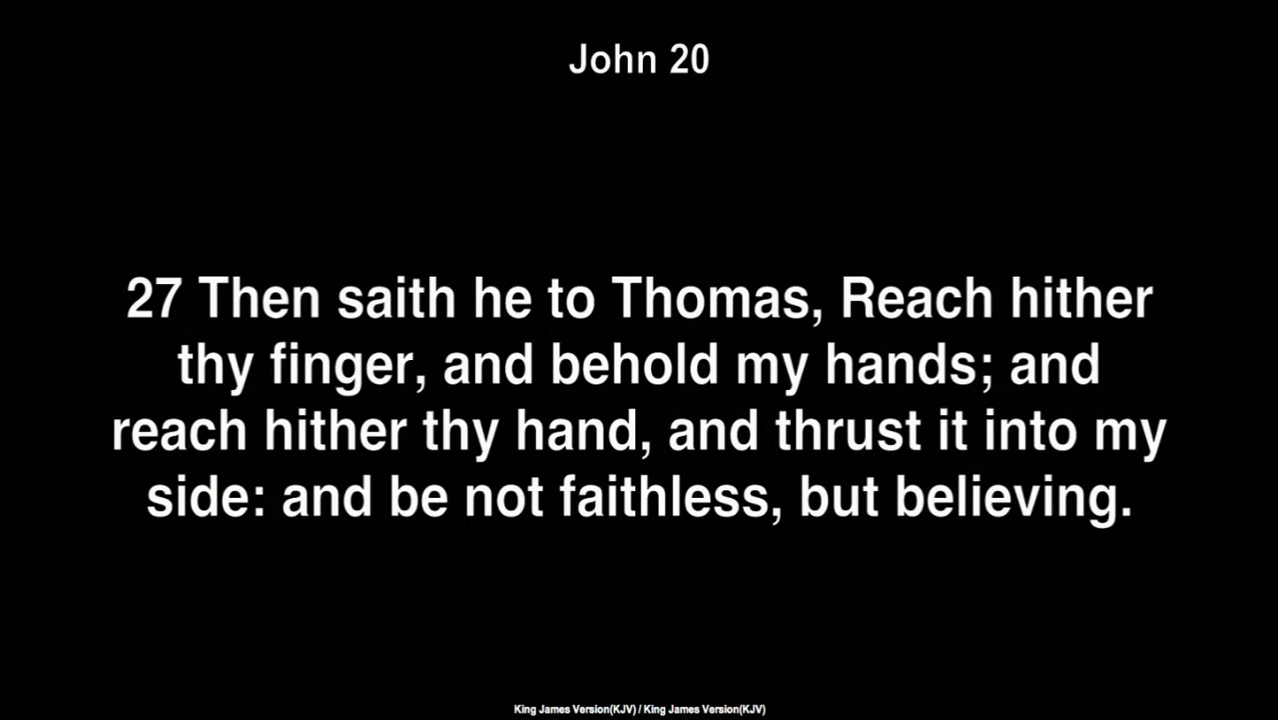 John 20
27 Then saith he to Thomas, Reach hither
thy finger, and behold my hands; and
reach hither thy hand, and thrust it into my
side: and be not faithless, but believing.
King James Version(KJV) / King James Version(KJV)